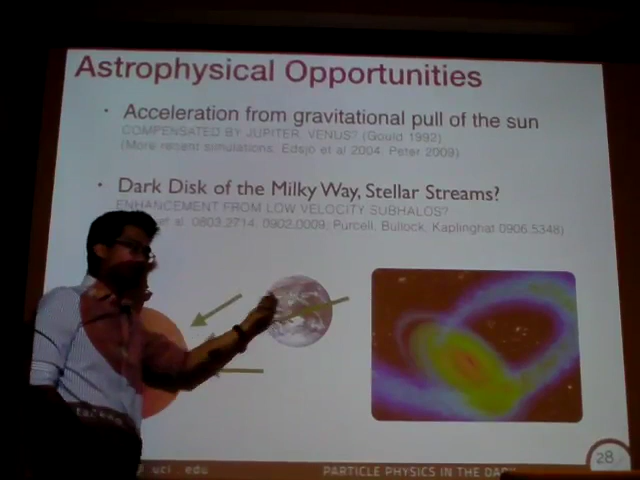 Astrophysical Opportunities
· Acceleration from gravitational pull of the sun
COMPENSATED BY JUPITER, VENUS? (Gould 1992)
(More recent simulations, Edsjo et al 2004, Peter 2009)
· Dark Disk of the Milky Way, Stellar Streams?
ENHANCEMENT FROM LOW VELOCITY SUBHALOS?
et al. 0803.2714, 0902.0009; Purcell, Bullock, Kaplinghat 0906.5348)
uci.edu
PARTICLE PHYSICS IN THE
28